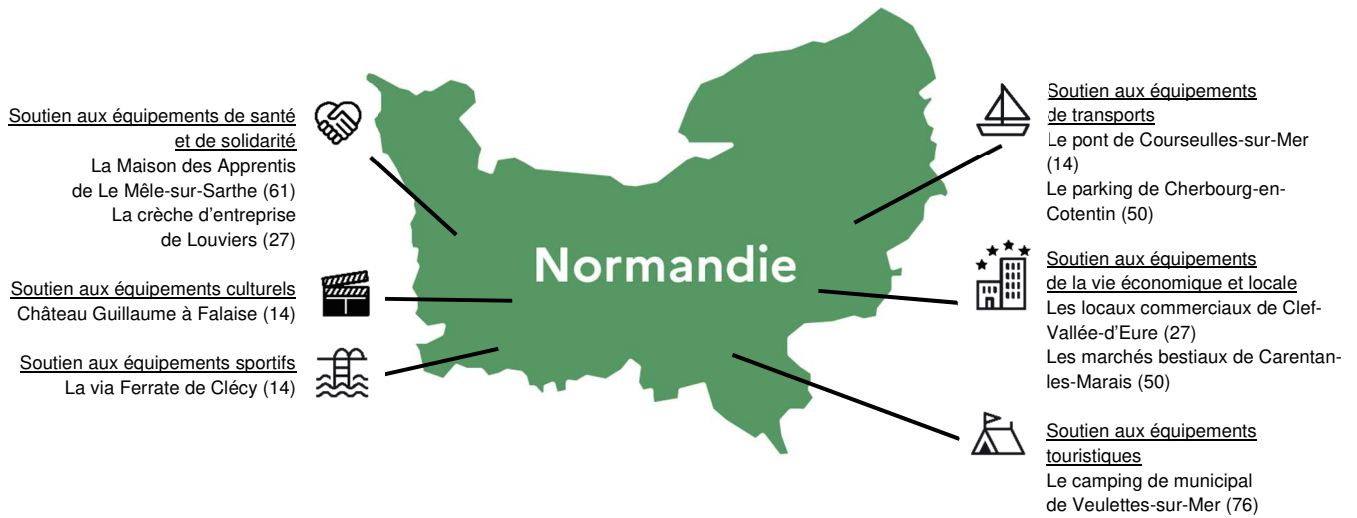 Soutien aux équipements de santé
et de solidarité
La Maison des Apprentis
de Le Mêle-sur-Sarthe (61)
La crèche d'entreprise
de Louviers (27)
Soutien aux équipements culturels
Château Guillaume à Falaise (14)
Soutien aux équipements sportifs
La via Ferrate de Clécy (14)
Normandie
Soutien aux équipements
de transports
Le pont de Courseulles-sur-Mer
(14)
Le parking de Cherbourg-en-
Cotentin (50)
Soutien aux équipements
de la vie économique et locale
Les locaux commerciaux de Clef-
Vallée-d'Eure (27)
Les marchés bestiaux de Carentan-
les-Marais (50)
Soutien aux équipements
touristiques
Le camping de municipal
de Veulettes-sur-Mer (76)